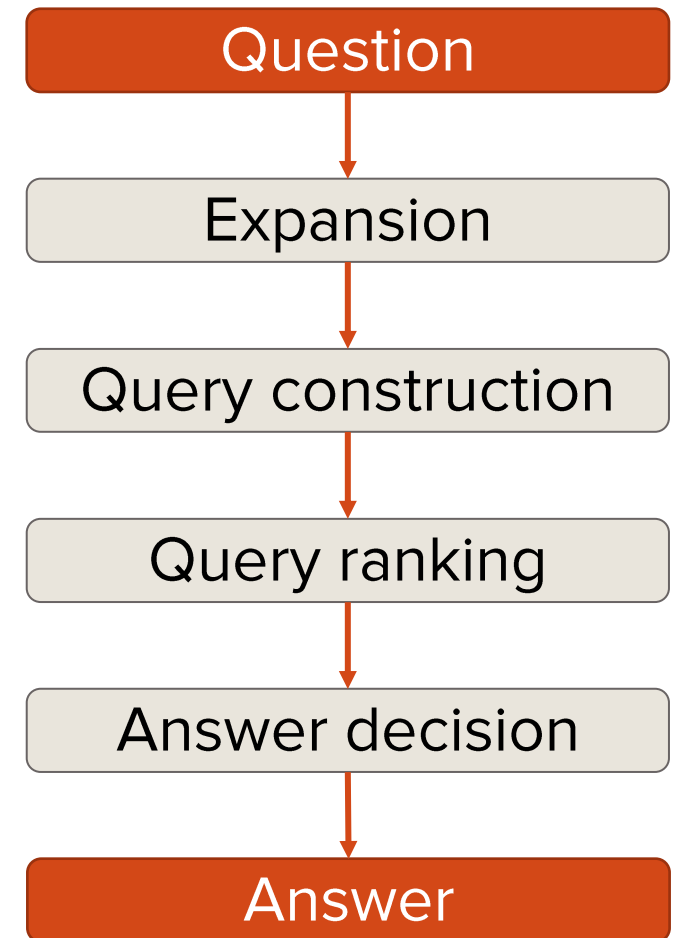 Question
Expansion
Query construction
Query ranking
Answer decision
Answer